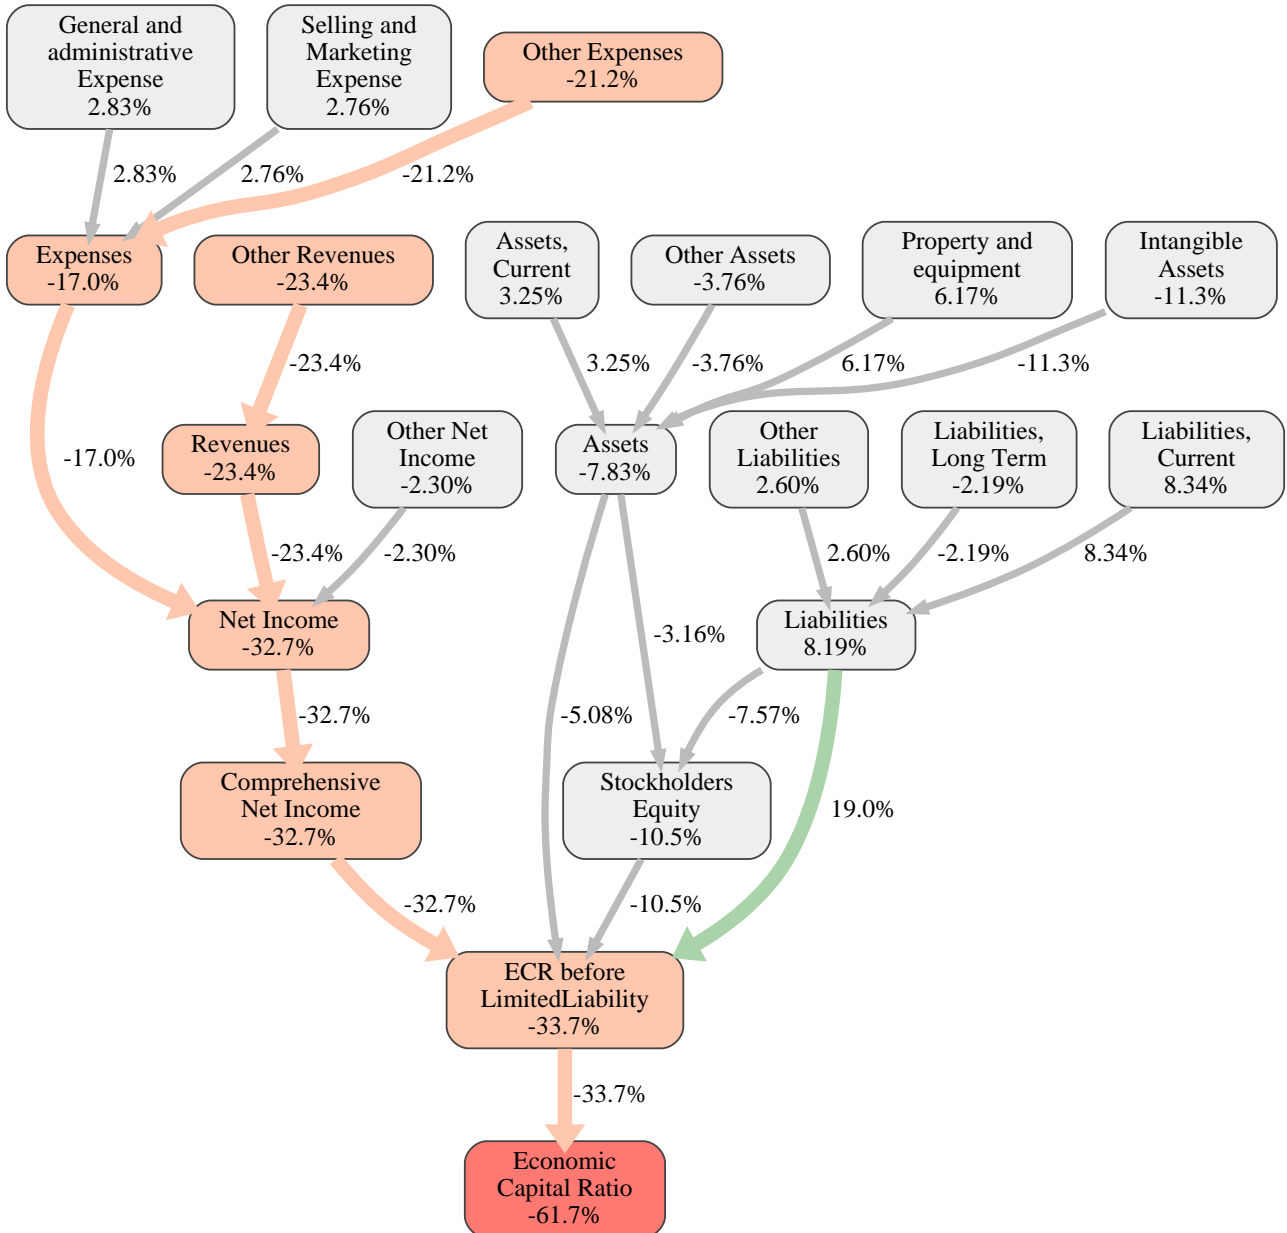 General and
administrative
Expense
2.83%
Selling and
Marketing
Expense
2.76%
Other Expenses
-21.2%
2.83%
2.76%
-21.2%
Expenses
-17.0%
Other Revenues
-23.4%
Assets,
Current
3.25%
Other Assets
-3.76%
Property and
equipment
6.17%
Intangible
Assets
-11.3%
-23.4%
3.25%
-3.76%
6.17%
-11.3%
-17.0%
Revenues
-23.4%
Other Net
Income
-2.30%
Assets
-7.83%
Other
Liabilities
2.60%
Liabilities,
Long Term
-2.19%
Liabilities,
Current
8.34%
-23.4%
-2.30%
2.60%
-2.19%
8.34%
Net Income
-32.7%
-3.16%
Liabilities
8.19%
-32.7%
-5.08%
-7.57%
Comprehensive
Net Income
-32.7%
Stockholders
Equity
-10.5%
19.0%
-32.7%
-10.5%
ECR before
LimitedLiability
-33.7%
-33.7%
Economic
Capital Ratio
-61.7%